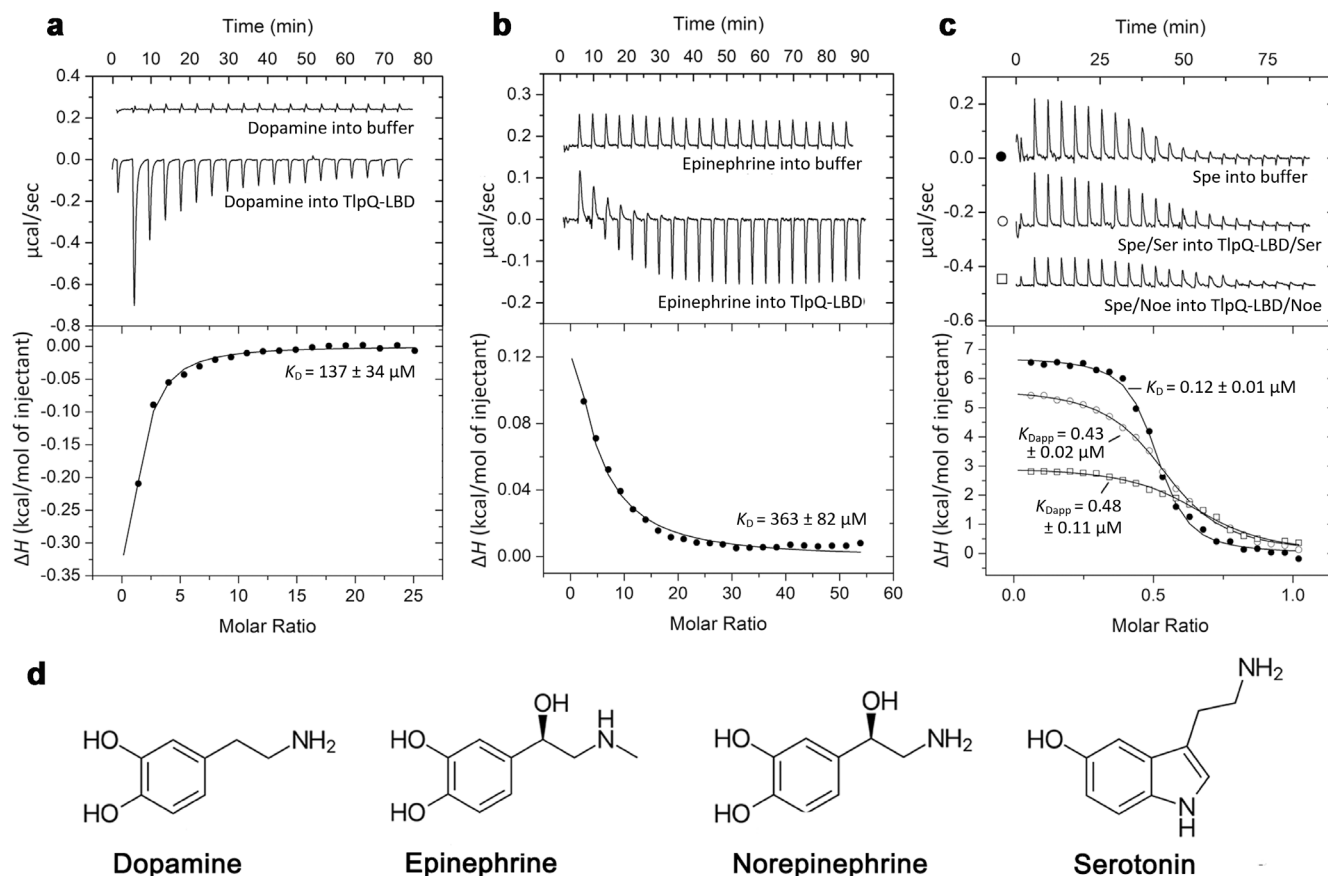 a
Time (min)
0 10 20 30 40 50 60 70 80
0.4
0.2
0.0
-0.2
-0.4
-0.6
-0.8
µcal/sec
Dopamine into buffer
Dopamine into TlpQ-LBD
0.00
-0.05
-0.10
-0.15
-0.20
-0.25
-0.30
-0.35
ΔH (kcal/mol of injectant)
KD = 137 ± 34 µM
0 5 10 15 20 25
Molar Ratio
b
Time (min)
0 10 20 30 40 50 60 70 80 90 100
0.3
0.2
0.1
0.0
-0.1
-0.2
µcal/sec
Epinephrine into buffer
Epinephrine into TlpQ-LBD
0.12
0.08
0.04
0.00
ΔH (kcal/mol of injectant)
KD = 363 ± 82 µM
0 10 20 30 40 50 60
Molar Ratio
c
Time (min)
0 25 50 75
0.2
0.0
-0.2
-0.4
-0.6
µcal/sec
Spe into buffer
Spe/Ser into TlpQ-LBD/Ser
Spe/Noe into TlpQ-LBD/Noe
7
6
5
4
3
2
1
0
ΔH (kcal/mol of injectant)
KD = 0.12 ± 0.01 µM
KDapp = 0.43
± 0.02 µM
KDapp = 0.48
± 0.11 µM
0.0 0.5 1.0
Molar Ratio
d
HO
HO
NH2
Dopamine
HO
HO
OH
H
N
Epinephrine
HO
HO
OH
NH2
Norepinephrine
HO
NH2
N
H
Serotonin